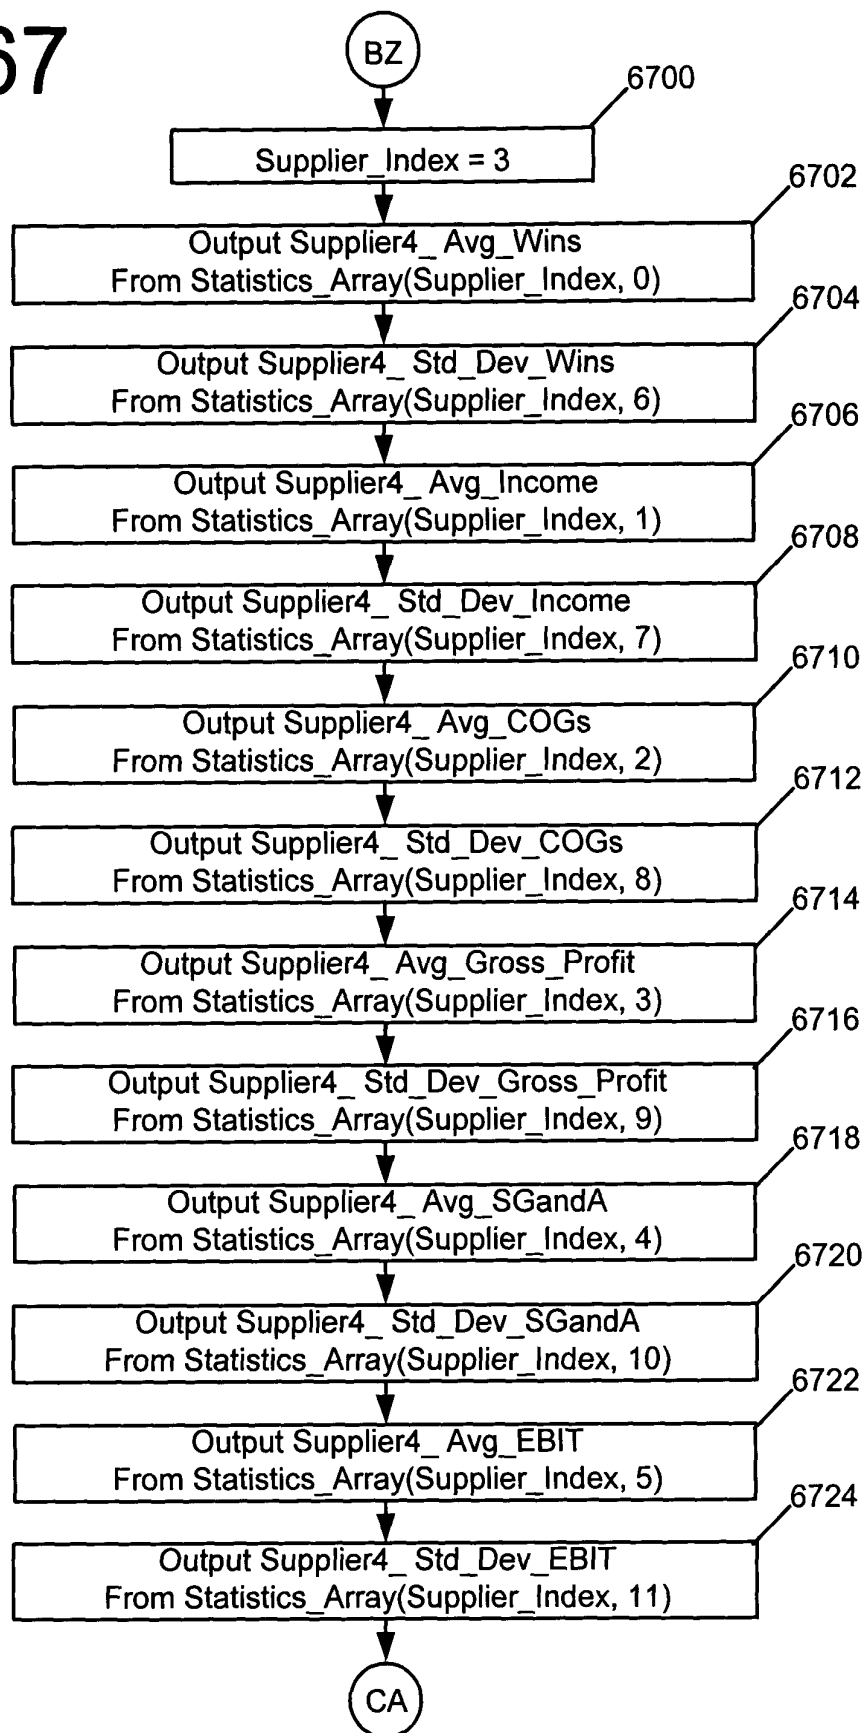 67
BZ
6700
Supplier_Index = 3
6702
Output Supplier4_ Avg_Wins
From Statistics_Array(Supplier_Index, 0)
6704
Output Supplier4_ Std_Dev_Wins
From Statistics_Array(Supplier_Index, 6)
6706
Output Supplier4_ Avg_Income
From Statistics_Array(Supplier_Index, 1)
6708
Output Supplier4_ Std_Dev_Income
From Statistics_Array(Supplier_Index, 7)
6710
Output Supplier4_ Avg_COGs
From Statistics_Array(Supplier_Index, 2)
6712
Output Supplier4_ Std_Dev_COGs
From Statistics_Array(Supplier_Index, 8)
6714
Output Supplier4_ Avg_Gross_Profit
From Statistics_Array(Supplier_Index, 3)
6716
Output Supplier4_ Std_Dev_Gross_Profit
From Statistics_Array(Supplier_Index, 9)
6718
Output Supplier4_ Avg_SGandA
From Statistics_Array(Supplier_Index, 4)
6720
Output Supplier4_ Std_Dev_SGandA
From Statistics_Array(Supplier_Index, 10)
6722
Output Supplier4_ Avg_EBIT
From Statistics_Array(Supplier_Index, 5)
6724
Output Supplier4_ Std_Dev_EBIT
From Statistics_Array(Supplier_Index, 11)
CA